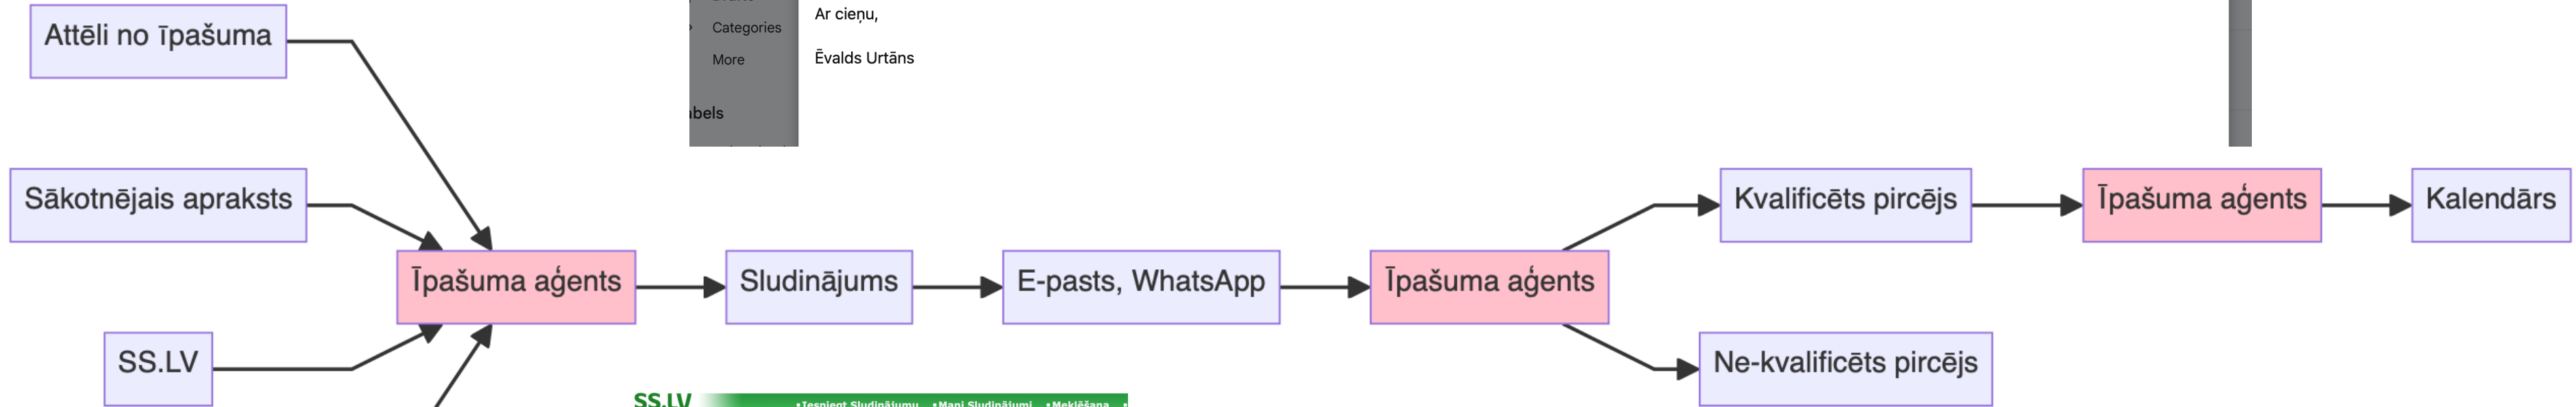 Attēli no īpašuma
Categories
More
Ar cieņu,
Ēvalds Urtāns
Sākotnējais apraksts
Īpašuma aģents
Sludinājums
E-pasts, WhatsApp
Īpašuma aģents
Kvalificēts pircējs
Īpašuma aģents
Kalendārs
SS.LV
Ne-kvalificēts pircējs
SS.LV
Iesniegt Sludinājumu
Mani Sludinājumi
Meklēšana